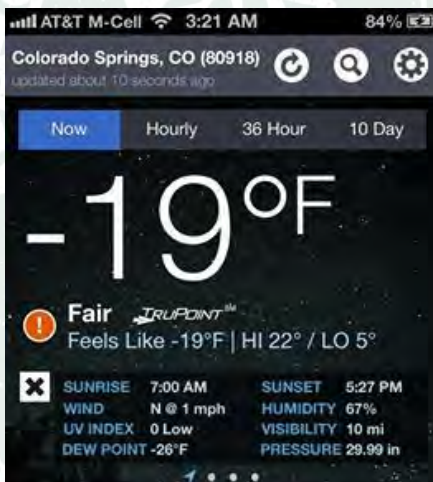 AT&T M-Cell 3:21 AM 84%
Colorado Springs, CO (80918)
updated about 10 seconds ago
Now Hourly 36 Hour 10 Day
-19°F
Fair TRUPOINT℠
Feels Like -19°F | HI 22° / LO 5°
SUNRISE 7:00 AM SUNSET 5:27 PM
WIND N @ 1 mph HUMIDITY 67%
UV INDEX 0 Low VISIBILITY 10 mi
DEW POINT -26°F PRESSURE 29.99 in